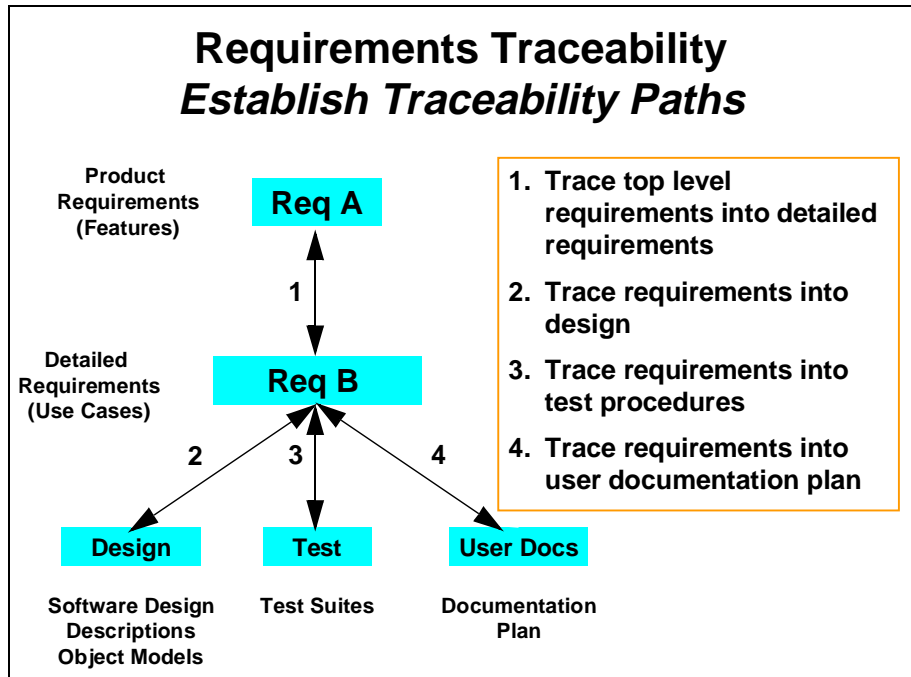 Requirements Traceability
Establish Traceability Paths
Product
Requirements
(Features)
Req A
1
Detailed
Requirements
(Use Cases)
Req B
2
3
4
Design
Test
User Docs
Software Design
Descriptions
Object Models
Test Suites
Documentation
Plan
1. Trace top level
requirements into detailed
requirements
2. Trace requirements into
design
3. Trace requirements into
test procedures
4. Trace requirements into
user documentation plan